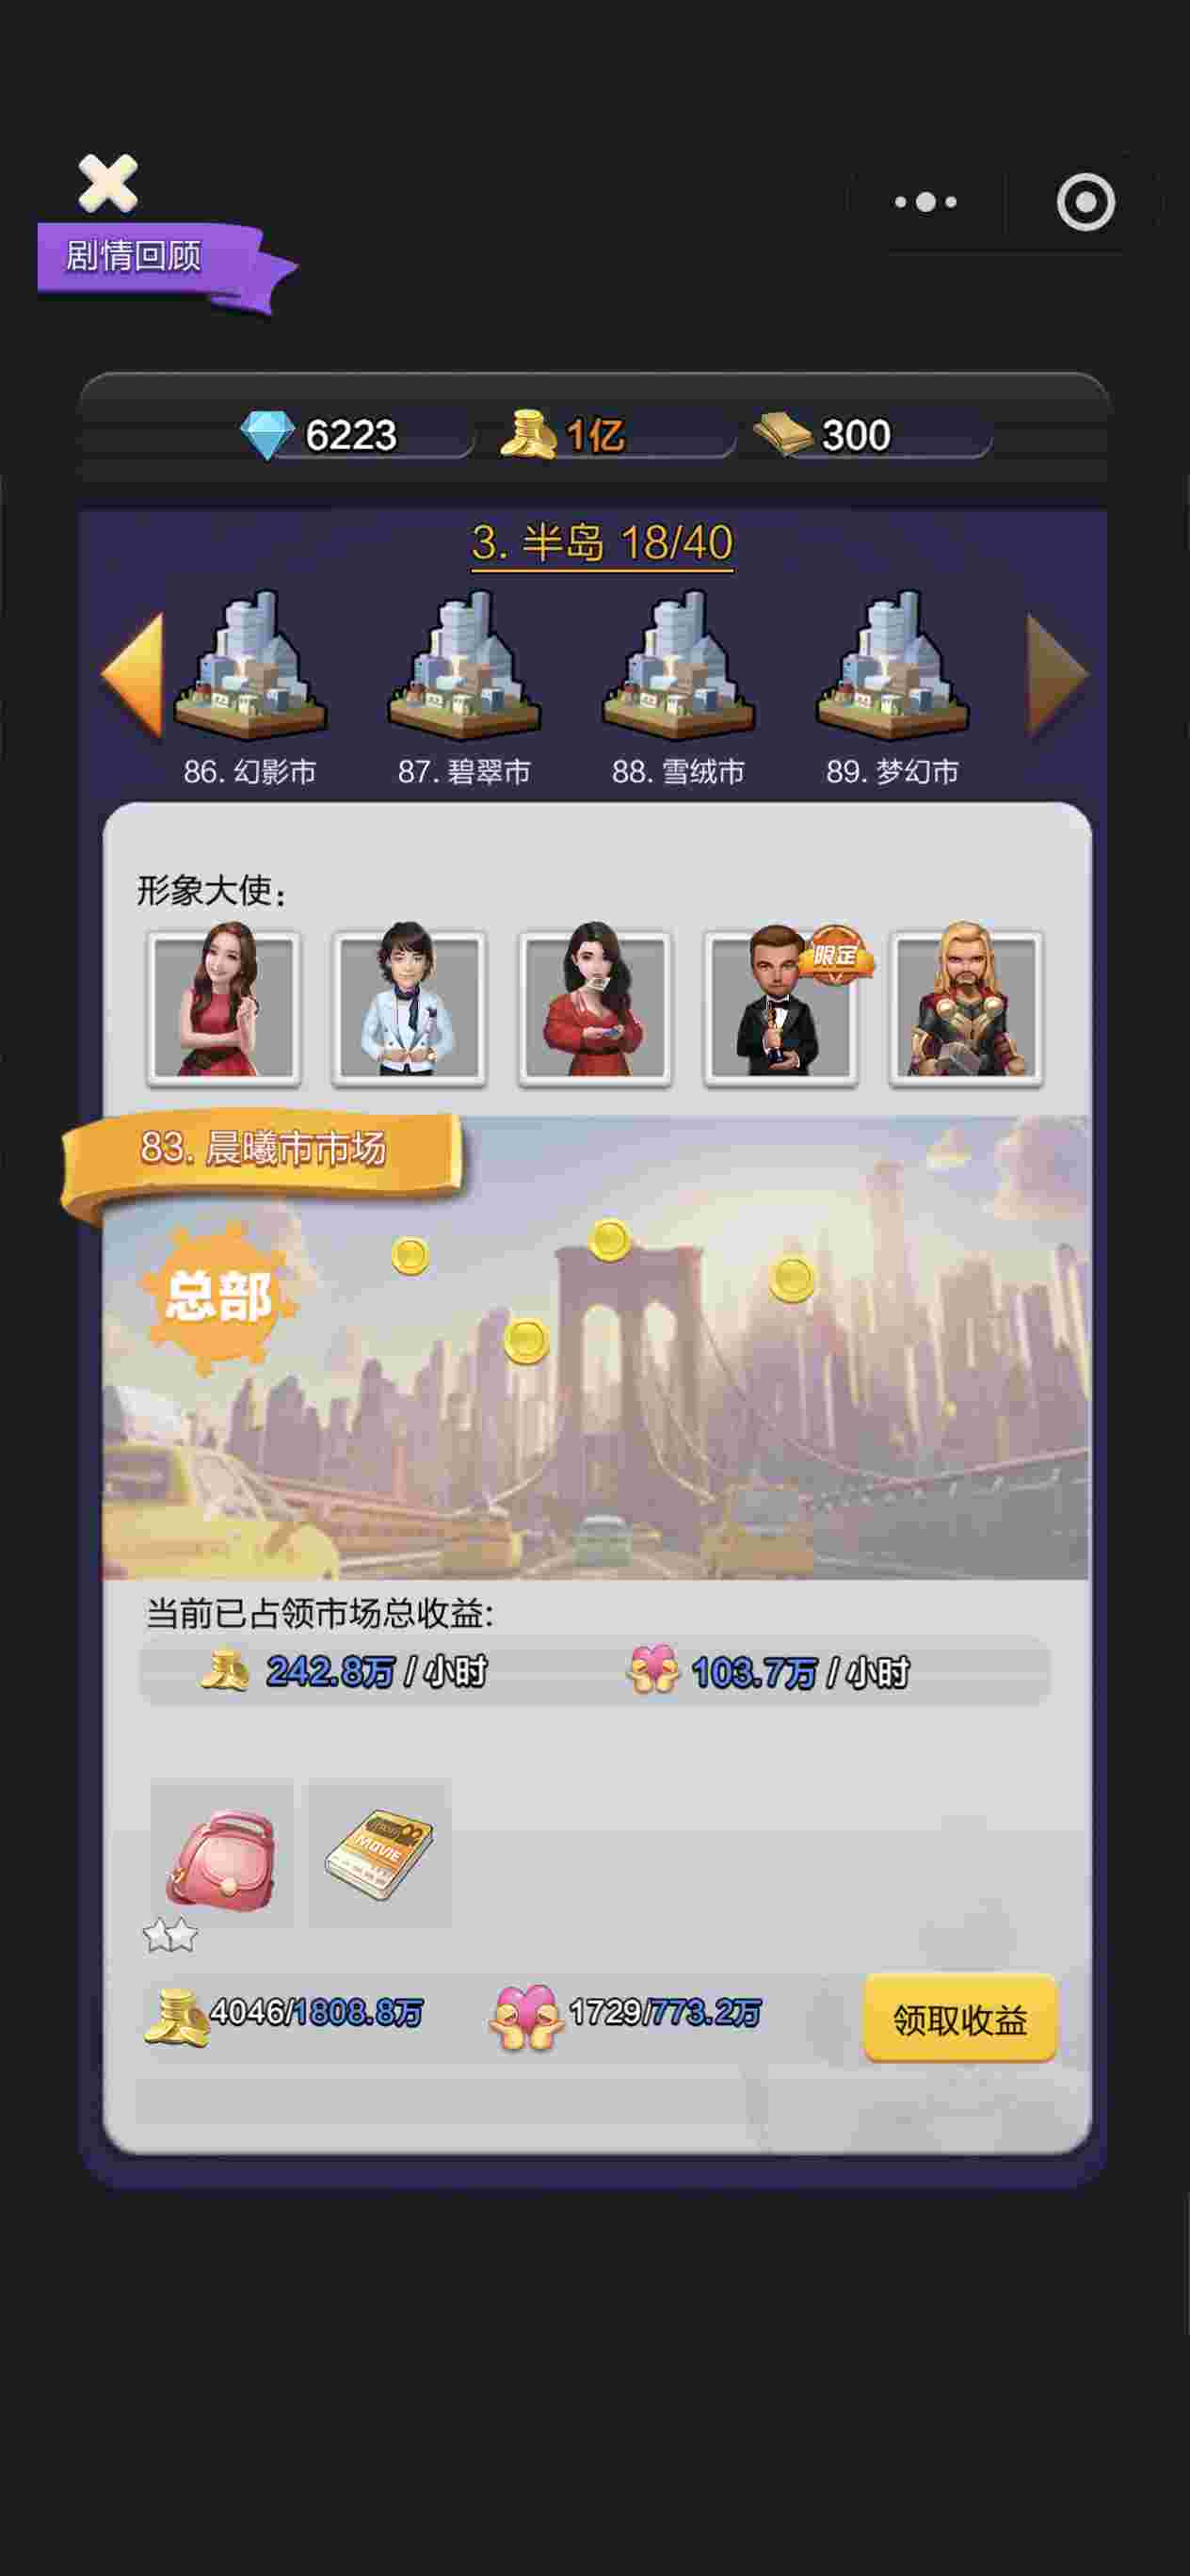 剧情回顾
6223 1亿 300
3. 半岛 18/40
86. 幻影市 87. 碧翠市 88. 雪绒市 89. 梦幻市
形象大使:
限定
83. 晨曦市市场
总部
当前已占领市场总收益:
242.8万 / 小时 103.7万 / 小时
MOVIE
4046/1808.8万 1729/773.2万 领取收益